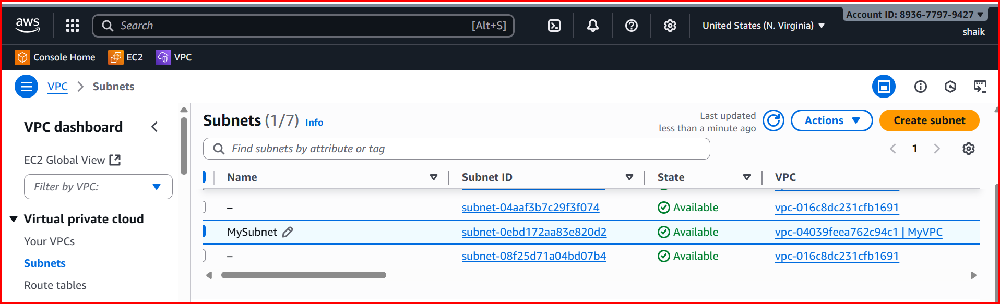 aws
Search [Alt+S]
United States (N. Virginia)
Account ID: 8936-7797-9427
shaik
Console Home EC2 VPC
VPC Subnets
VPC dashboard
EC2 Global View
Filter by VPC:
Virtual private cloud
Your VPCs
Subnets
Route tables
Subnets (1/7) Info
Last updated
less than a minute ago
Actions
Create subnet
Find subnets by attribute or tag
1
Name Subnet ID State VPC
– subnet-04aaf3b7c29f3f074 Available vpc-016c8dc231cfb1691
MySubnet subnet-0ebd172aa83e820d2 Available vpc-04039feea762c94c1 | MyVPC
– subnet-08f25d71a04bd07b4 Available vpc-016c8dc231cfb1691